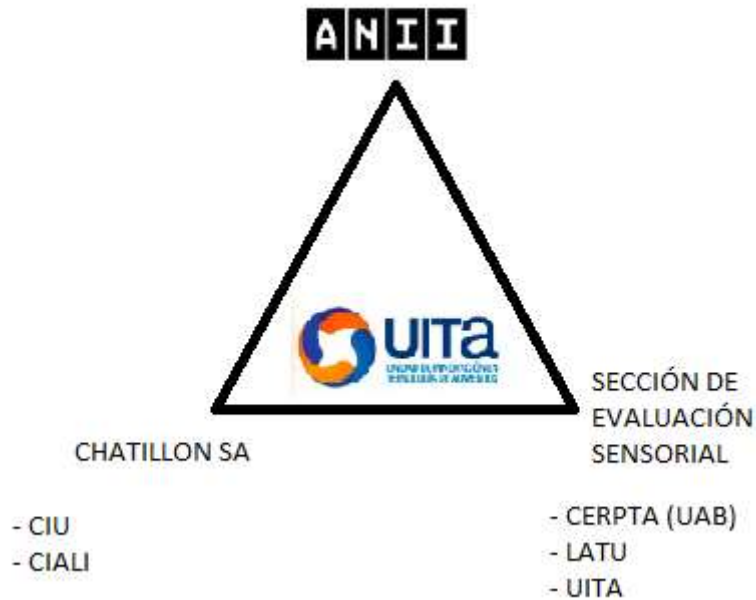 ANII
UITA
CHATILLON SA
- CIU
- CIALI
SECCIÓN DE
EVALUACIÓN
SENSORIAL
- CERPTA (UAB)
- LATU
- UITA